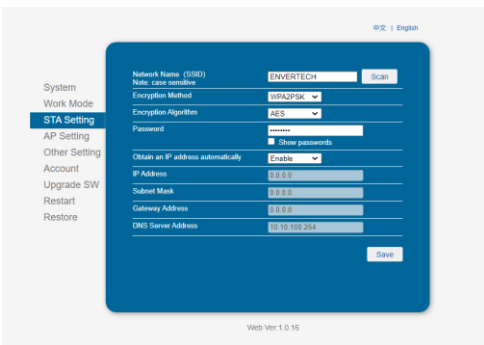 中文 | English
System
Work Mode
STA Setting
AP Setting
Other Setting
Account
Upgrade SW
Restart
Restore
Network Name (SSID)
Note: case sensitive
ENVERTECH
Scan
Encryption Method
WPA2PSK
Encryption Algorithm
AES
Password
••••••••
Show passwords
Obtain an IP address automatically
Enable
IP Address
0.0.0.0
Subnet Mask
0.0.0.0
Gateway Address
0.0.0.0
DNS Server Address
10.10.100.254
Save
Web Ver:1.0.16